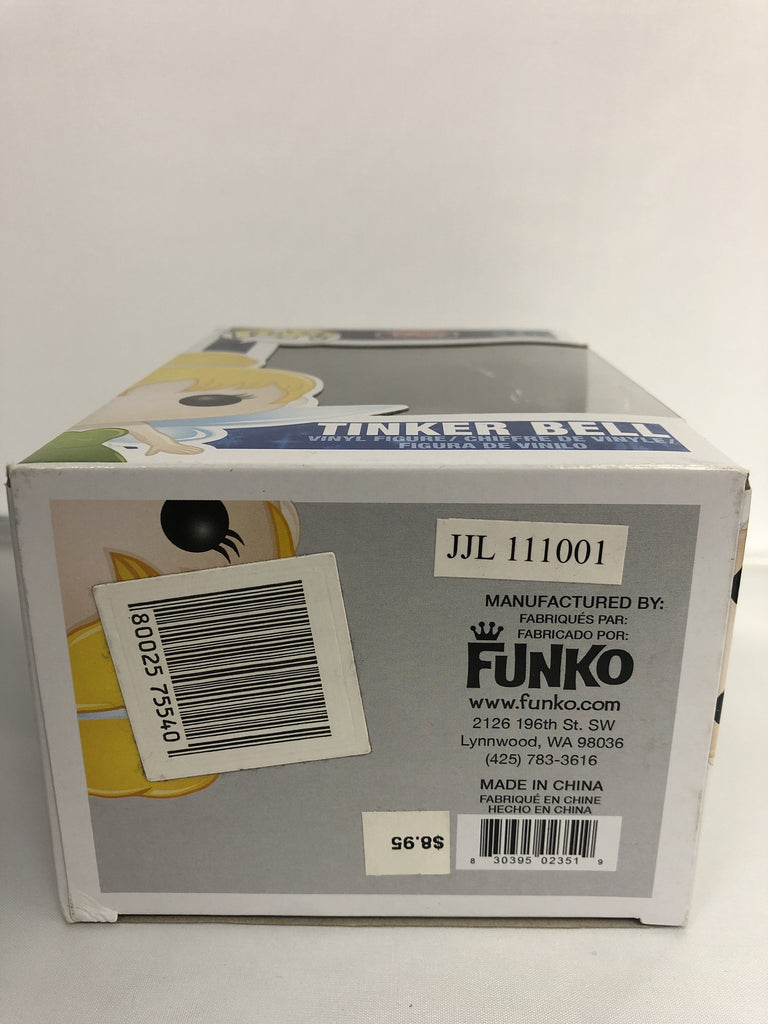 TINKER BELL
VINYL FIGURE/ CHIFFRE DE VINYLE/
FIGURA DE VINILO
JJL 111001
MANUFACTURED BY:
FABRIQUÉS PAR:
FABRICADO POR:
FUNKO
www.funko.com
2126 196th St. SW
Lynnwood, WA 98036
(425) 783-3616
MADE IN CHINA
FABRIQUÉ EN CHINE
HECHO EN CHINA
80025 75540
$8.95
8 30395 02351 9